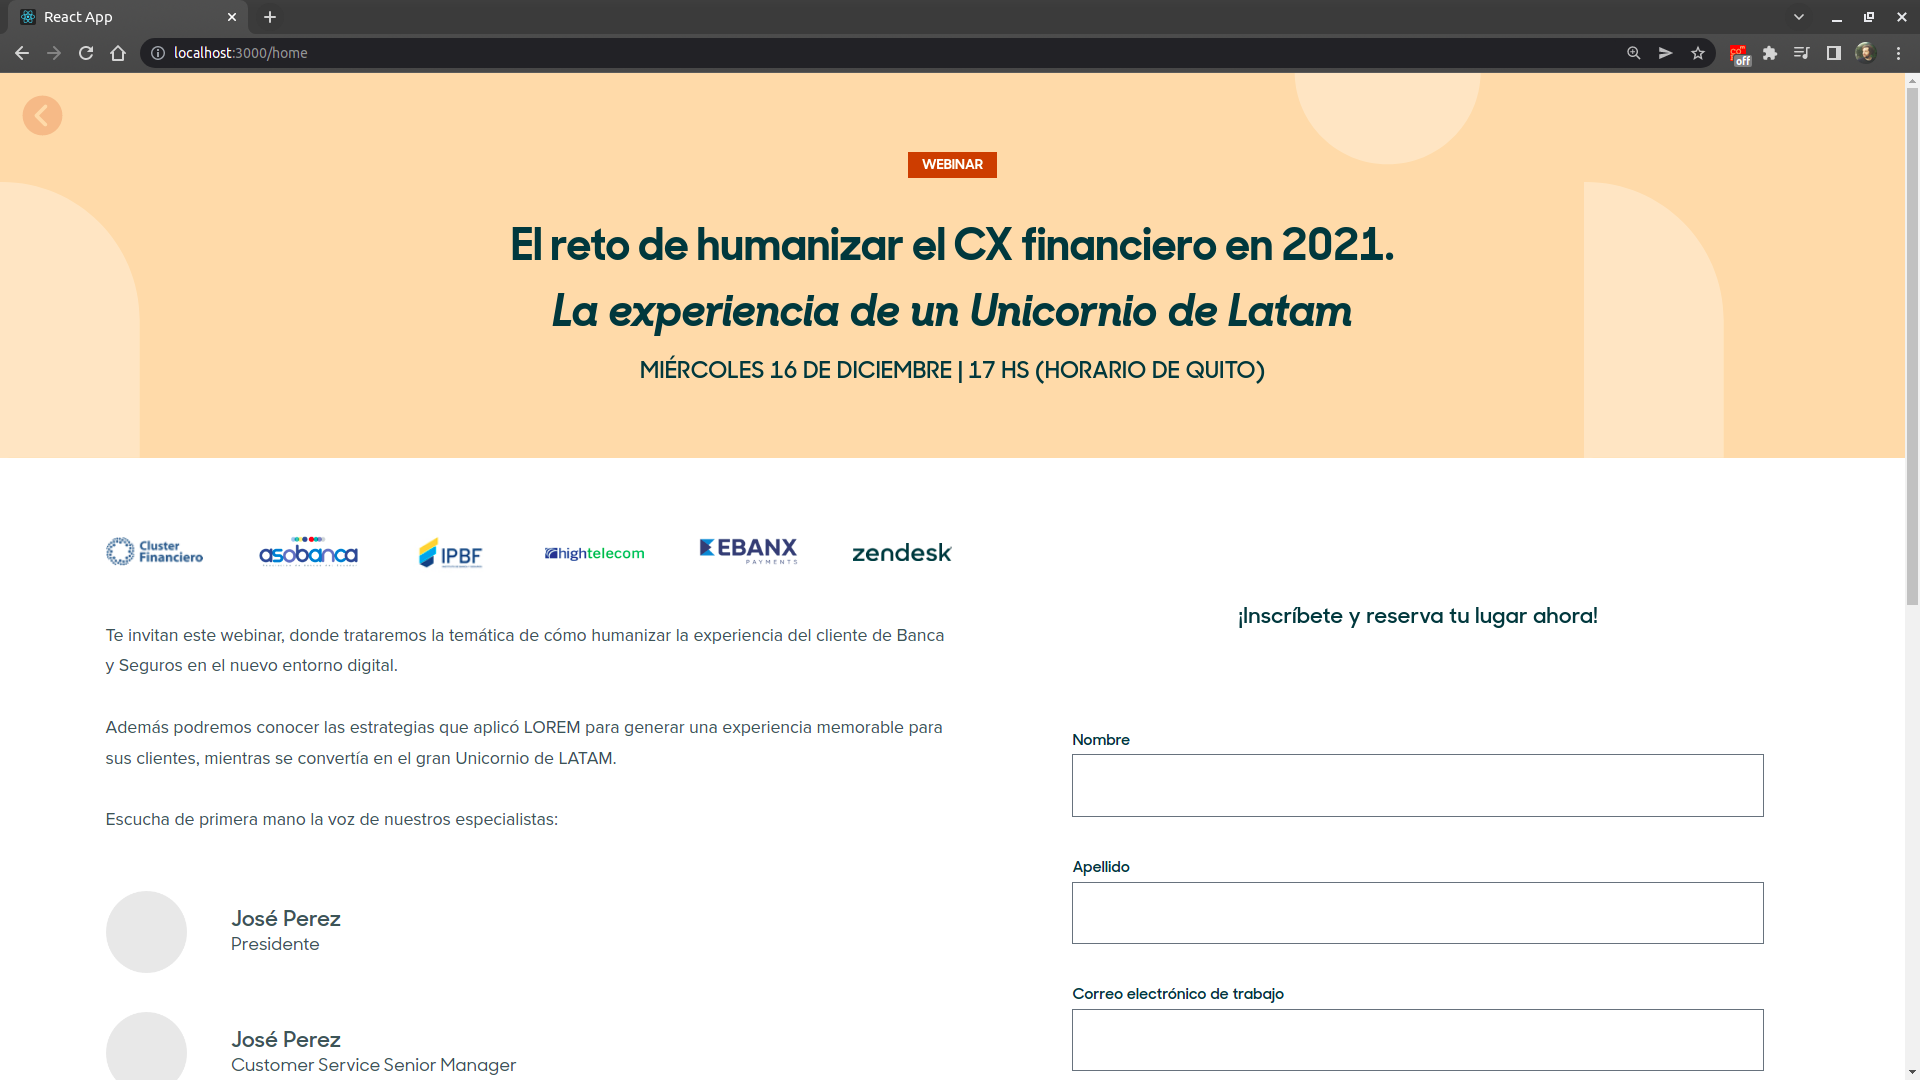 React App
localhost:3000/home
off
WEBINAR
El reto de humanizar el CX financiero en 2021.
La experiencia de un Unicornio de Latam
MIÉRCOLES 16 DE DICIEMBRE | 17 HS (HORARIO DE QUITO)
Cluster Financiero
asobanca
IPBF
hightelecom
EBANX
PAYMENTS
zendesk
Te invitan este webinar, donde trataremos la temática de cómo humanizar la experiencia del cliente de Banca
y Seguros en el nuevo entorno digital.
Además podremos conocer las estrategias que aplicó LOREM para generar una experiencia memorable para
sus clientes, mientras se convertía en el gran Unicornio de LATAM.
Escucha de primera mano la voz de nuestros especialistas:
José Perez
Presidente
José Perez
Customer Service Senior Manager
¡Inscríbete y reserva tu lugar ahora!
Nombre
Apellido
Correo electrónico de trabajo